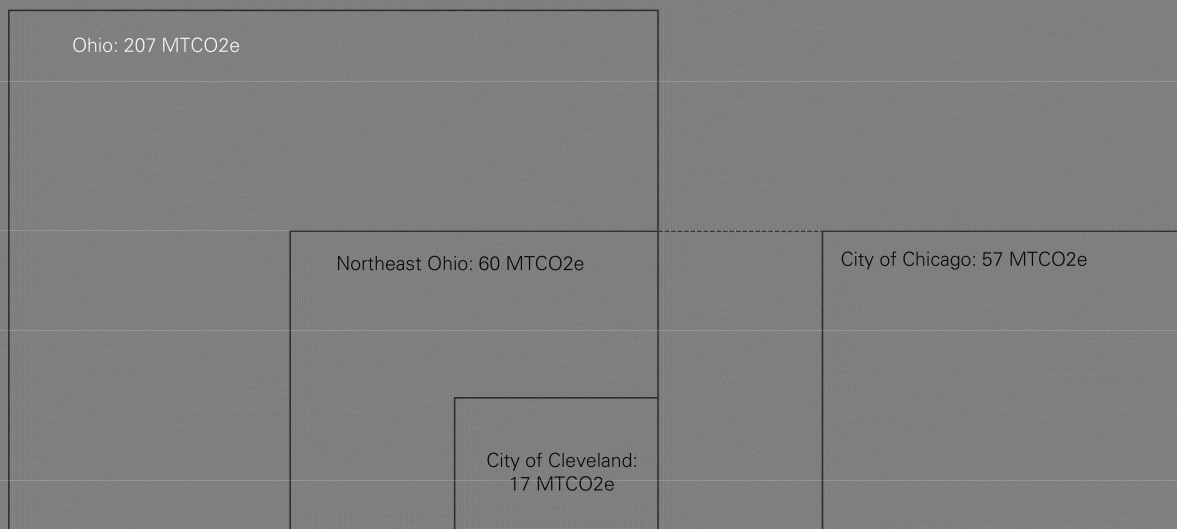 Ohio: 207 MTCO2e
Northeast Ohio: 60 MTCO2e
City of Chicago: 57 MTCO2e
City of Cleveland:
17 MTCO2e